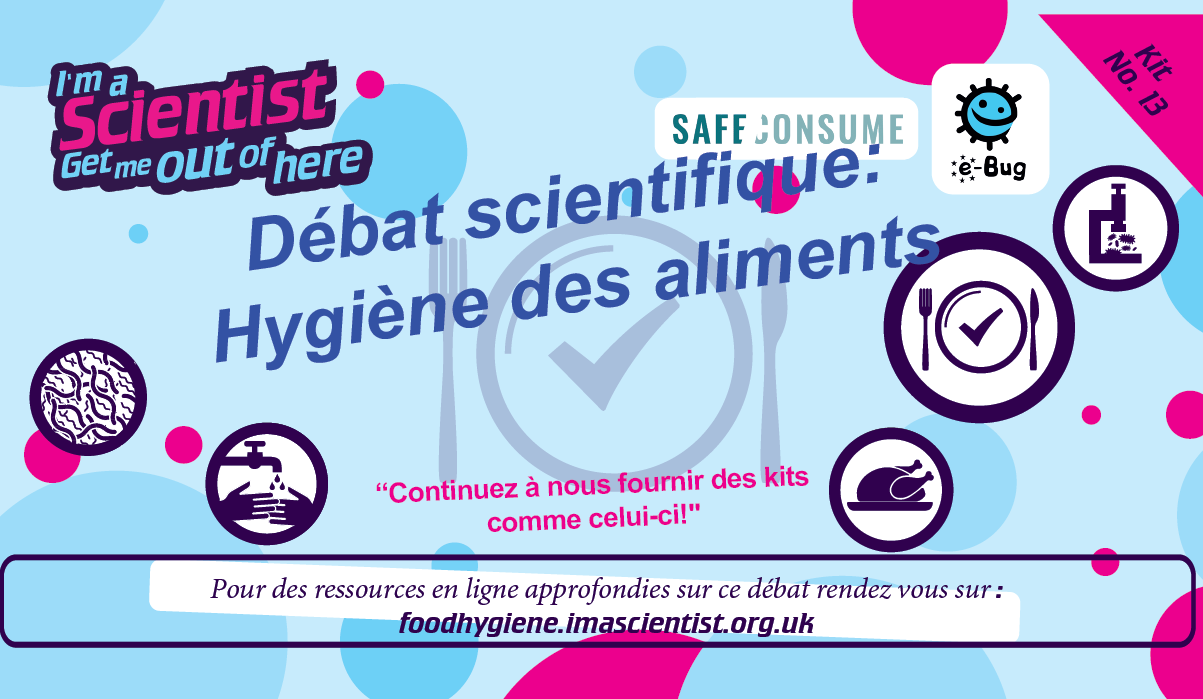 I'm a
Scientist
Get me out of here
Kit
No. 13
SAFE CONSUME
e-Bug
Débat scientifique:
Hygiène des aliments
“Continuez à nous fournir des kits
comme celui-ci!"
Pour des ressources en ligne approfondies sur ce débat rendez vous sur :
foodhygiene.imascientist.org.uk